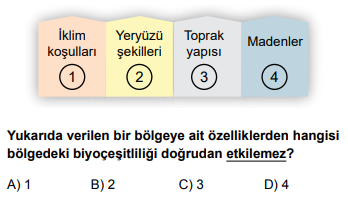 İklim koşulları
1
Yeryüzü şekilleri
2
Toprak yapısı
3
Madenler
4
Yukarıda verilen bir bölgeye ait özelliklerden hangisi
bölgedeki biyoçeşitliliği doğrudan etkilemez?
A) 1 B) 2 C) 3 D) 4